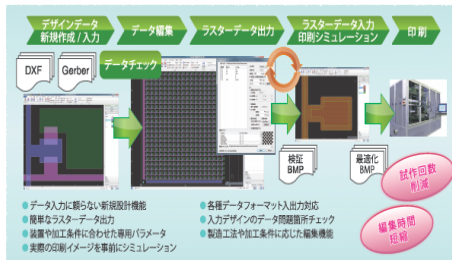 デザインデータ
新規作成/入力
データ編集
ラスターデータ出力
ラスターデータ入力
印刷シミュレーション
印刷
DXF
Gerber
データチェック
検証
BMP
最適化
BMP
試作回数
削減
編集時間
短縮
●データ入力に頼らない新規設計機能
●簡単なラスターデータ出力
●装置や加工条件に合わせた専用パラメータ
●実際の印刷イメージを事前にシミュレーション
●各種データフォーマット入出力対応
●入力デザインのデータ問題箇所チェック
●製造工法や加工条件に応じた編集機能